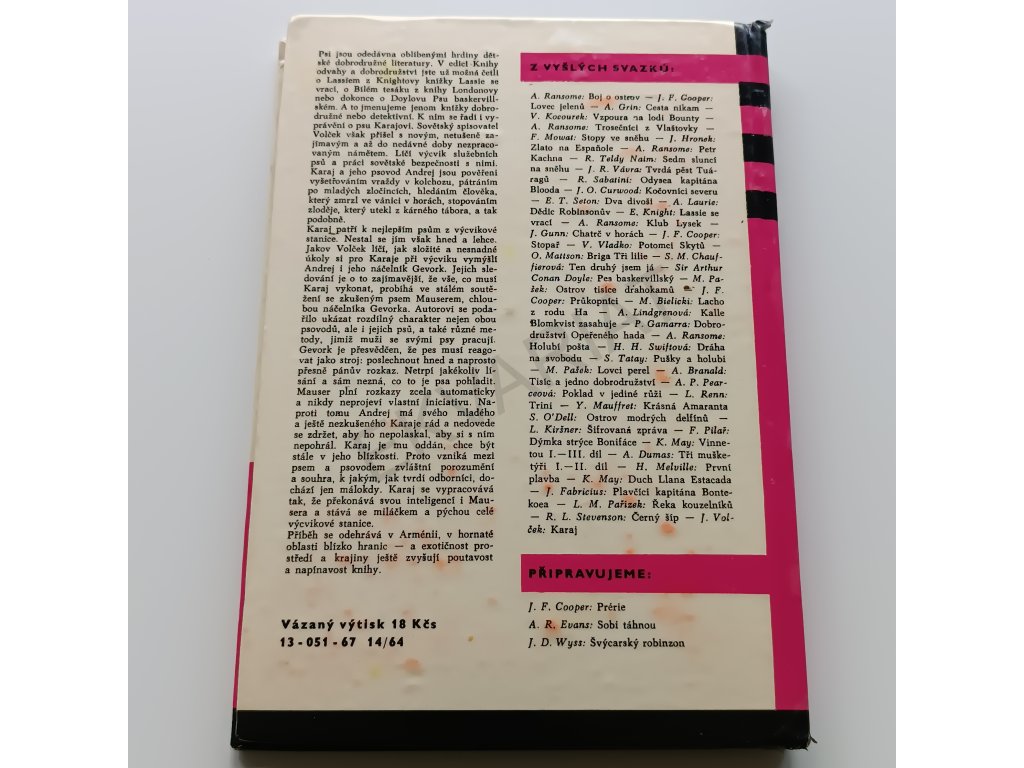 Psi jsou odedávna oblíbenými hrdiny dět-
ské dobrodružné literatury. V edici Knihy
odvahy a dobrodružství jste už možná četli
o Lassiem z Knightovy knížky Lassie se
vrací, o Bílém tesáku z knihy Londonovy
nebo dokonce o Doylovu Psu baskervill-
ském. A to jmenujeme jenom knížky dobro-
družné nebo detektivní. K nim se řadí i vy-
právění o psu Karajovi. Sovětský spisovatel
Volček však přišel s novým, netušeně za-
jímavým a až do nedávné doby nezpraco-
vaným námětem. Líčí výcvik služebních
psů a práci sovětské bezpečnosti s nimi.
Karaj a jeho psovod Andrej jsou pověřeni
vyšetřováním vraždy v kolchozu, pátráním
po mladých zločincích, hledáním člověka,
který zmrzl ve vánici v horách, stopováním
zloděje, který utekl z kárného tábora, a tak
podobně.
Karaj patří k nejlepším psům z výcvikové
stanice. Nestal se jím však hned a lehce.
Jakov Volček líčí, jak složité a nesnadné
úkoly si pro Karaje při výcviku vymýšlí
Andrej i jeho náčelník Gevork. Jejich sle-
dování je o to zajímavější, že vše, co musí
Karaj vykonat, probíhá ve stálém soutě-
žení se zkušeným psem Mauserem, chlou-
bou náčelníka Gevorka. Autorovi se poda-
řilo ukázat rozdílný charakter nejen obou
psovodů, ale i jejich psů, a také různé me-
tody, jimiž muži se svými psy pracují.
Gevork je přesvědčen, že pes musí reago-
vat jako stroj: poslechnout hned a naprosto
přesně pánův rozkaz. Netrpí jakékoliv lí-
sání a sám nezná, co to je psa pohladit.
Mauser plní rozkazy zcela automaticky
a nikdy neprojeví vlastní iniciativu. Na-
proti tomu Andrej má svého mladého
a ještě nezkušeného Karaje rád a nedovede
se zdržet, aby ho nepolaskal, aby si s ním
nepohrál. Karaj je mu oddán, chce být
stále v jeho blízkosti. Proto vzniká mezi
psem a psovodem zvláštní porozumění
a souhra, k jakým, jak tvrdí odborníci, do-
chází jen málokdy. Karaj se vypracovává
tak, že překonává svou inteligencí i Mau-
sera a stává se miláčkem a pýchou celé
výcvikové stanice.
Příběh se odehrává v Arménii, v hornaté
oblasti blízko hranic — a exotičnost pro-
středí a krajiny ještě zvyšují poutavost
a napínavost knihy.
Vázaný výtisk 18 Kčs
13 - 051 - 67 14/64
Z VYŠLÝCH SVAZKŮ:
A. Ransome: Boj o ostrov — J. F. Cooper:
Lovec jelenů — A. Grin: Cesta nikam —
V. Kocourek: Vzpoura na lodi Bounty —
A. Ransome: Trosečníci z Vlaštovky —
F. Mowat: Stopy ve sněhu — J. Hronek:
Zlato na Españole — A. Ransome: Petr
Kachna — R. Teldy Naim: Sedm sluncí
na sněhu — J. R. Vávra: Tvrdá pěst Tuá-
ragů — R. Sabatini: Odysea kapitána
Blooda — J. O. Curwood: Kočovníci severu
— E. T. Seton: Dva divoši — A. Laurie:
Dědic Robinsonův — E. Knight: Lassie se
vrací — A. Ransome: Klub Lysek —
J. Gunn: Chatrč v horách — J. F. Cooper:
Stopař — V. Vladko: Potomci Skytů —
O. Mattson: Briga Tři lilie — S. M. Chauf-
fierová: Ten druhý jsem já — Sir Arthur
Conan Doyle: Pes baskervillský — M. Pa-
šek: Ostrov tisíce drahokamů — J. F.
Cooper: Průkopníci — M. Bielicki: Lacho
z rodu Ha — A. Lindgrenová: Kalle
Blomkvist zasahuje — P. Gamarra: Dobro-
družství Opeřeného hada — A. Ransome:
Holubí pošta — H. H. Swiftová: Dráha
na svobodu — S. Tatay: Pušky a holubi
— M. Pašek: Lovci perel — A. Branald:
Tisíc a jedno dobrodružství — A. P. Pear-
ceová: Poklad v jediné růži — L. Renn:
Trini — Y. Mauffret: Krásná Amaranta
S. O'Dell: Ostrov modrých delfínů —
L. Kiršner: Šifrovaná zpráva — F. Pilař:
Dýmka strýce Bonifáce — K. May: Vinne-
tou I.—III. díl — A. Dumas: Tři muške-
týři I.—II. díl — H. Melville: První
plavba — K. May: Duch Llana Estacada
— J. Fabricius: Plavčíci kapitána Bonte-
koea — L. M. Pařízek: Řeka kouzelníků
— R. L. Stevenson: Černý šíp — J. Vol-
ček: Karaj
PŘIPRAVUJEME:
J. F. Cooper: Prérie
A. R. Evans: Sobi táhnou
J. D. Wyss: Švýcarský robinzon